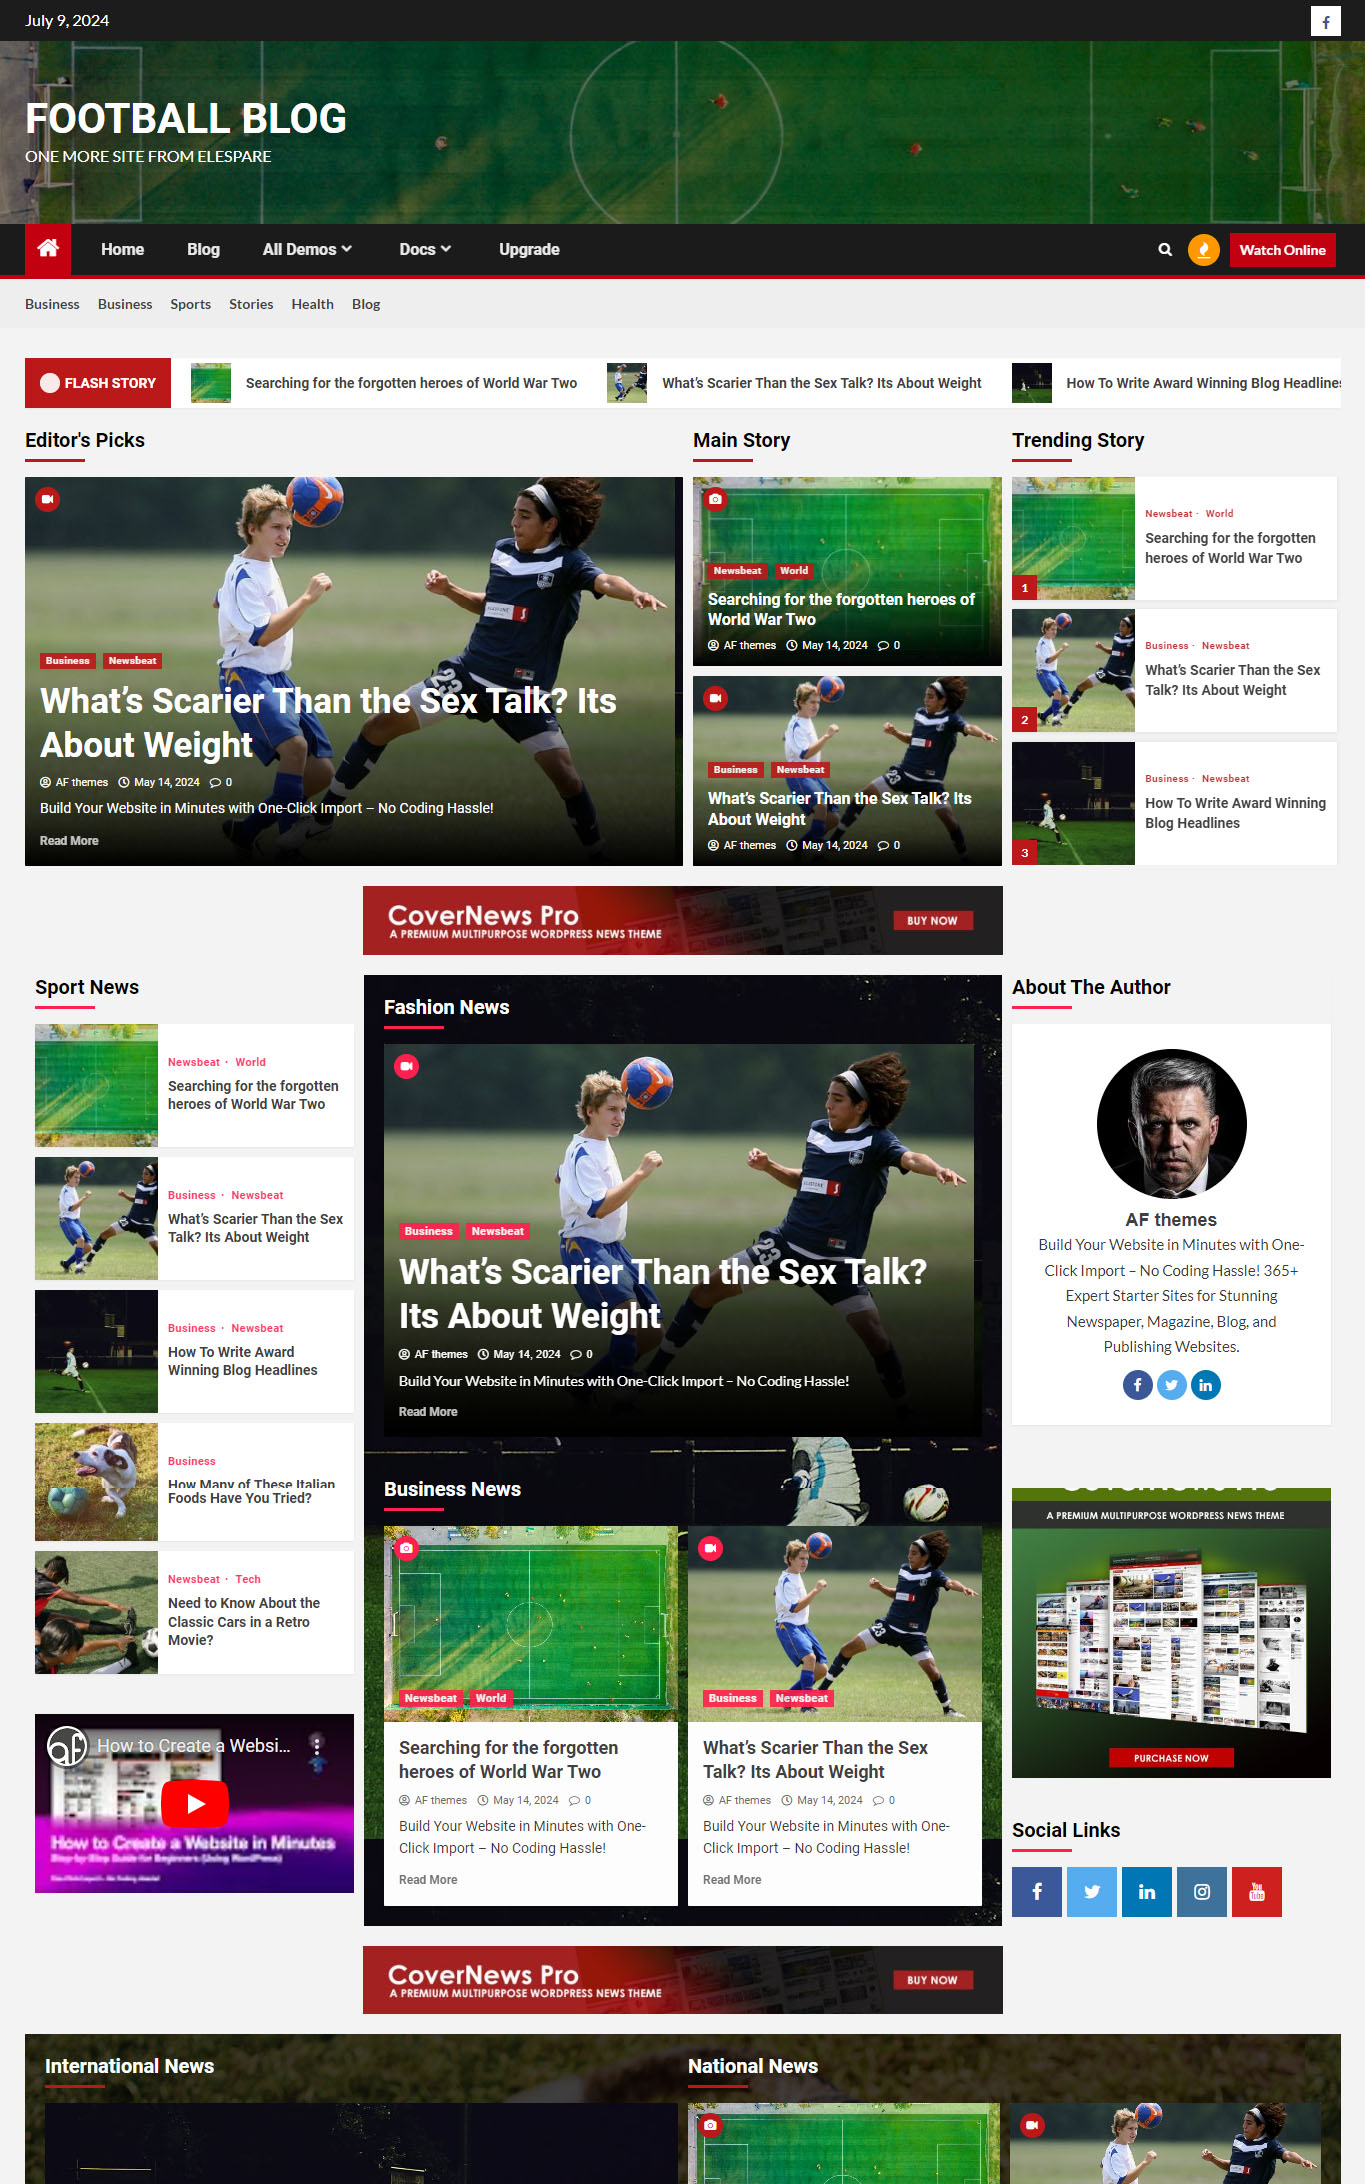 July 9, 2024
FOOTBALL BLOG
ONE MORE SITE FROM ELESPARE
Home
Blog
All Demos
Docs
Upgrade
Watch Online
Business
Business
Sports
Stories
Health
Blog
FLASH STORY
Searching for the forgotten heroes of World War Two
What's Scarier Than the Sex Talk? Its About Weight
How To Write Award Winning Blog Headlines
Editor's Picks
Business
Newsbeat
What's Scarier Than the Sex Talk? Its
About Weight
AF themes
May 14, 2024
0
Build Your Website in Minutes with One-Click Import – No Coding Hassle!
Read More
Main Story
Newsbeat
World
Searching for the forgotten heroes of
World War Two
AF themes
May 14, 2024
0
Business
Newsbeat
What's Scarier Than the Sex Talk? Its
About Weight
AF themes
May 14, 2024
0
Trending Story
Newsbeat · World
Searching for the forgotten
heroes of World War Two
1
Business · Newsbeat
What's Scarier Than the Sex
Talk? Its About Weight
2
Business · Newsbeat
How To Write Award Winning
Blog Headlines
3
CoverNews Pro
A PREMIUM MULTIPURPOSE WORDPRESS NEWS THEME
BUY NOW
Sport News
Newsbeat · World
Searching for the forgotten
heroes of World War Two
Business · Newsbeat
What's Scarier Than the Sex
Talk? Its About Weight
Business · Newsbeat
How To Write Award
Winning Blog Headlines
Business
How Many of These Italian
Foods Have You Tried?
Newsbeat · Tech
Need to Know About the
Classic Cars in a Retro
Movie?
af
How to Create a Websi...
How to Create a Website in Minutes
Step-by-Step Guide for Beginners (Using WordPress)
Fashion News
Business
Newsbeat
What's Scarier Than the Sex Talk?
Its About Weight
AF themes
May 14, 2024
0
Build Your Website in Minutes with One-Click Import – No Coding Hassle!
Read More
Business News
Newsbeat
World
Searching for the forgotten
heroes of World War Two
AF themes
May 14, 2024
0
Build Your Website in Minutes with One-
Click Import – No Coding Hassle!
Read More
Business
Newsbeat
What's Scarier Than the Sex
Talk? Its About Weight
AF themes
May 14, 2024
0
Build Your Website in Minutes with One-
Click Import – No Coding Hassle!
Read More
About The Author
AF themes
Build Your Website in Minutes with One-
Click Import – No Coding Hassle! 365+
Expert Starter Sites for Stunning
Newspaper, Magazine, Blog, and
Publishing Websites.
A PREMIUM MULTIPURPOSE WORDPRESS NEWS THEME
PURCHASE NOW
Social Links
You
Tube
CoverNews Pro
A PREMIUM MULTIPURPOSE WORDPRESS NEWS THEME
BUY NOW
International News
National News